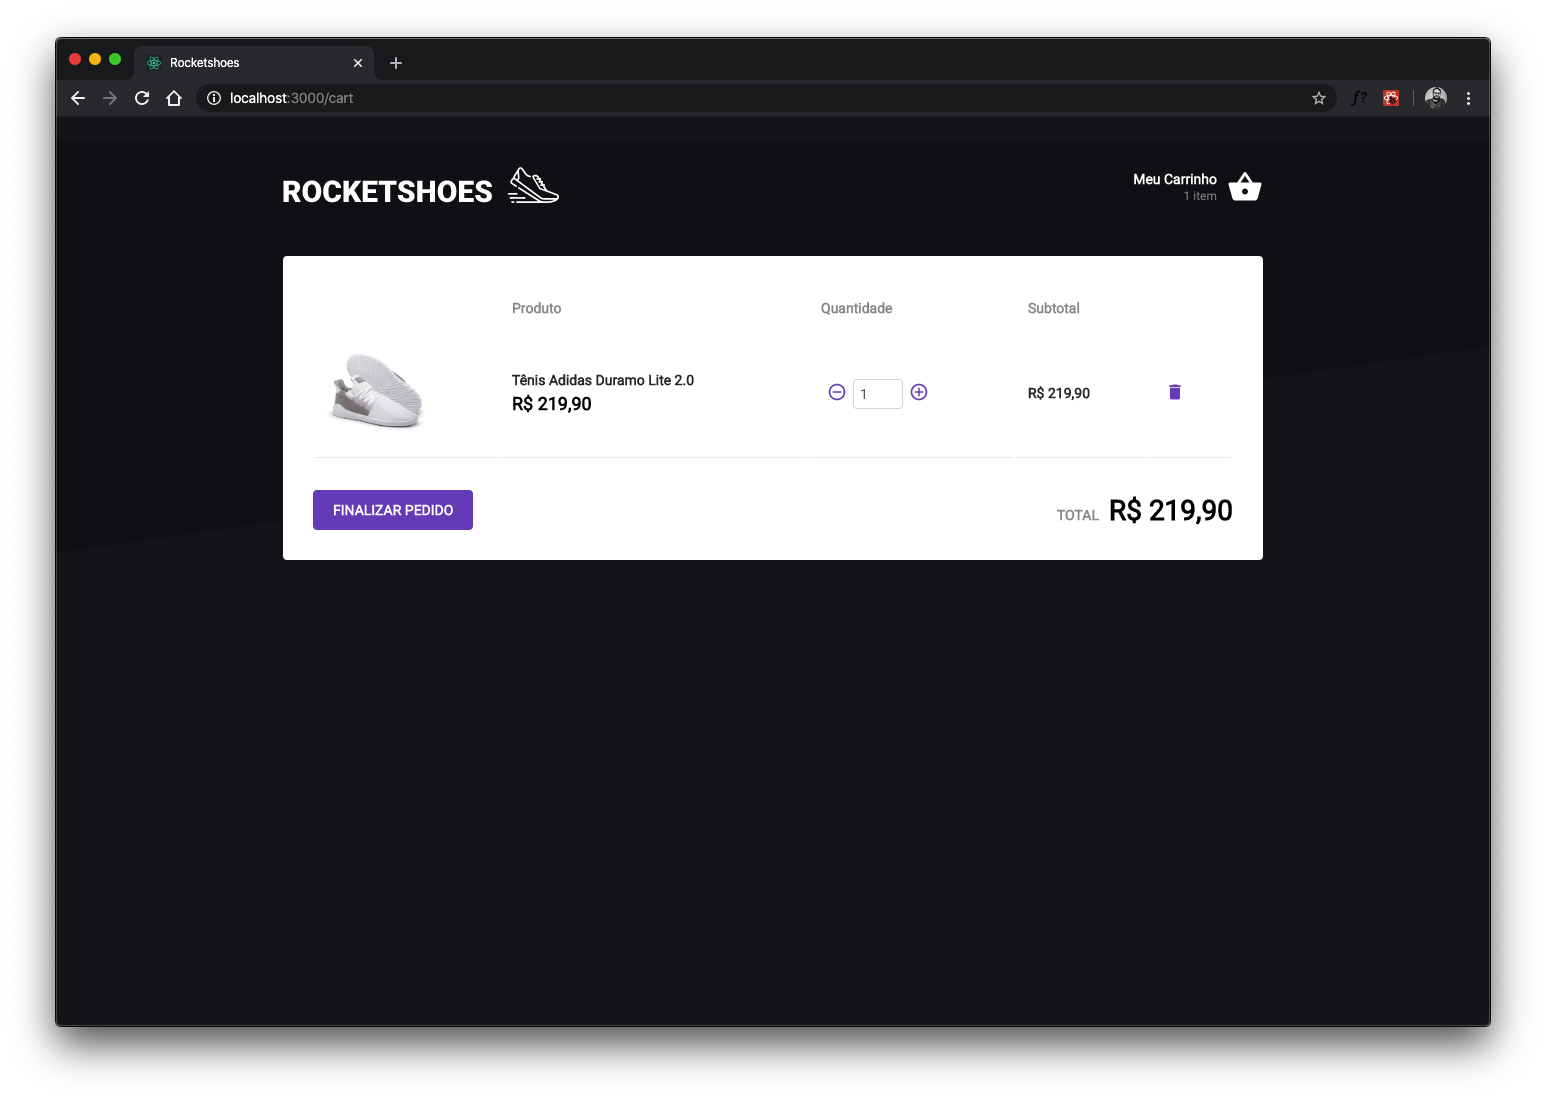 Rocketshoes
localhost:3000/cart
f?
ROCKETSHOES
Meu Carrinho
1 item
Produto Quantidade Subtotal
Tênis Adidas Duramo Lite 2.0
R$ 219,90
1
R$ 219,90
FINALIZAR PEDIDO
TOTAL R$ 219,90